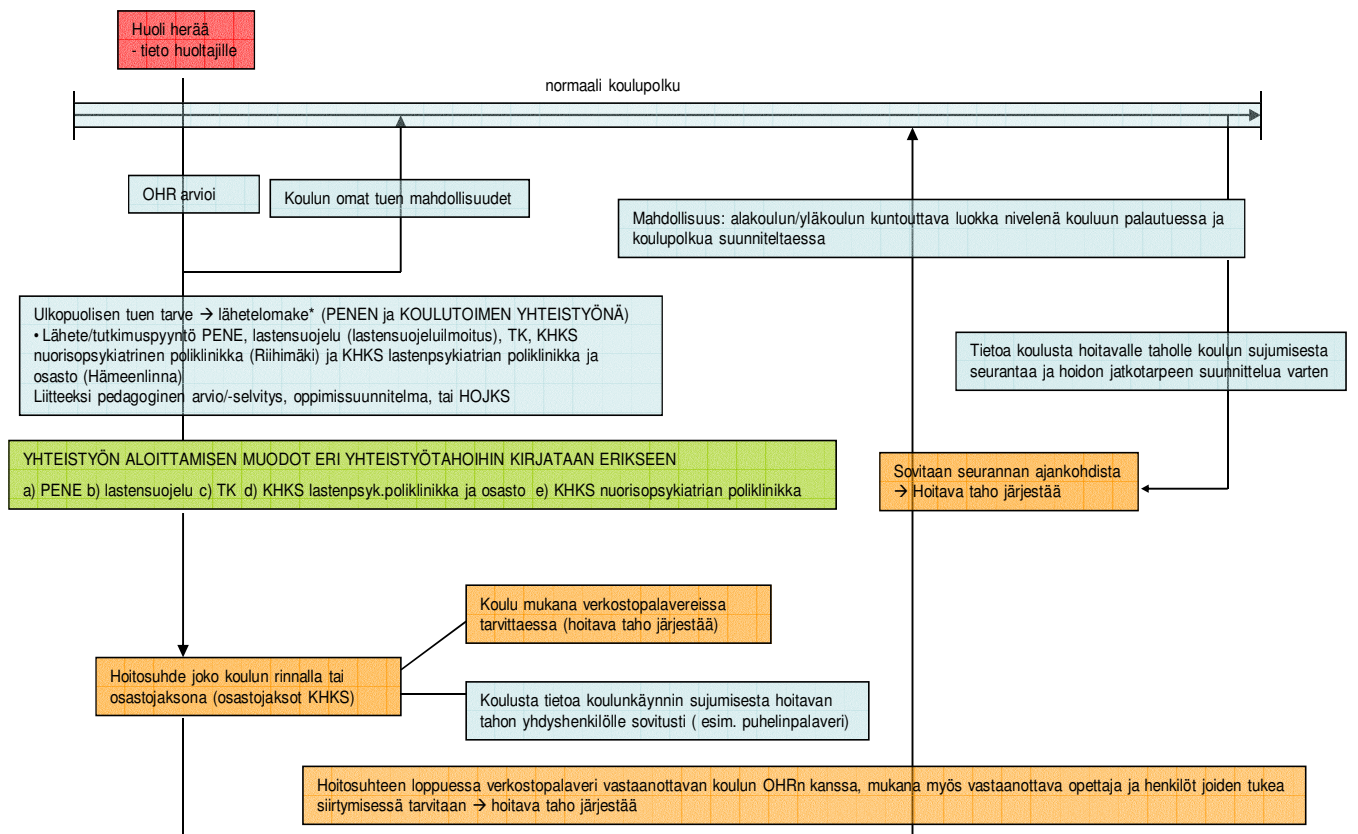 Huoli herää
- tieto huoltajille
normaali koulupolku
OHR arvioi
Koulun omat tuen mahdollisuudet
Mahdollisuus: alakoulun/yläkoulun kuntouttava luokka nivelenä kouluun palautuessa ja
koulupolkua suunniteltaessa
Ulkopuolisen tuen tarve → lähetelomake* (PENEN ja KOULUTOIMEN YHTEISTYÖNÄ)
• Lähete/tutkimuspyyntö PENE, lastensuojelu (lastensuojeluilmoitus), TK, KHKS
nuorisopsykiatrinen poliklinikka (Riihimäki) ja KHKS lastenpsykiatrian poliklinikka ja
osasto (Hämeenlinna)
Liitteeksi pedagoginen arvio/-selvitys, oppimissuunnitelma, tai HOJKS
Tietoa koulusta hoitavalle taholle koulun sujumisesta
seurantaa ja hoidon jatkotarpeen suunnittelua varten
YHTEISTYÖN ALOITTAMISEN MUODOT ERI YHTEISTYÖTAHOIHIN KIRJATAAN ERIKSEEN
a) PENE b) lastensuojelu c) TK d) KHKS lastenpsyk.poliklinikka ja osasto e) KHKS nuorisopsykiatrian poliklinikka
Sovitaan seurannan ajankohdista
→ Hoitava taho järjestää
Koulu mukana verkostopalavereissa
tarvittaessa (hoitava taho järjestää)
Hoitosuhde joko koulun rinnalla tai
osastojaksona (osastojaksot KHKS)
Koulusta tietoa koulunkäynnin sujumisesta hoitavan
tahon yhdyshenkilölle sovitusti ( esim. puhelinpalaveri)
Hoitosuhteen loppuessa verkostopalaveri vastaanottavan koulun OHRn kanssa, mukana myös vastaanottava opettaja ja henkilöt joiden tukea
siirtymisessä tarvitaan → hoitava taho järjestää